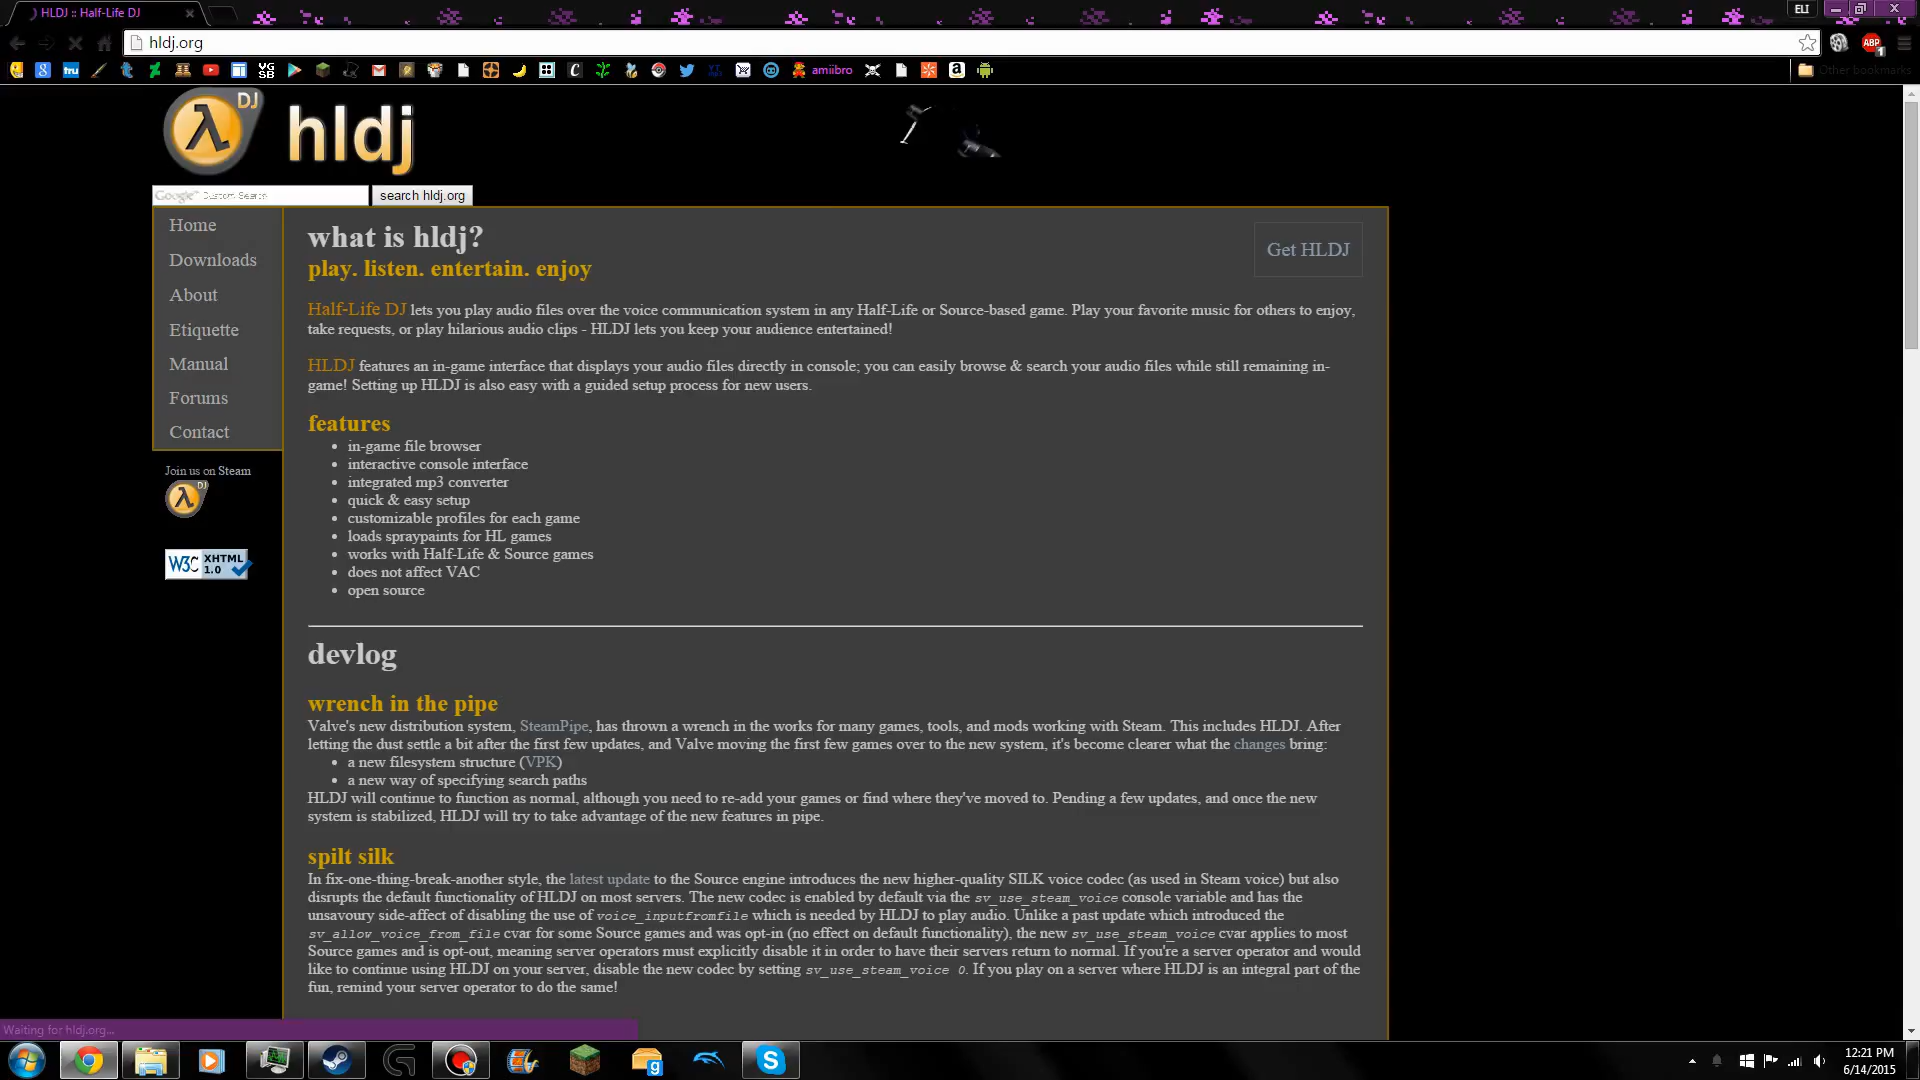 HLDJ :: Half-Life DJ
ELI
hldj.org
ABP
1
g
tru
VG
SB
C
YT
amiibro
a
Other bookmarks
DJ
hldj
Google™ Custom Search
search hldj.org
Home
Downloads
About
Etiquette
Manual
Forums
Contact
Join us on Steam
DJ
W3C XHTML
1.0
what is hldj?
Get HLDJ
play. listen. entertain. enjoy
Half-Life DJ lets you play audio files over the voice communication system in any Half-Life or Source-based game. Play your favorite music for others to enjoy,
take requests, or play hilarious audio clips - HLDJ lets you keep your audience entertained!
HLDJ features an in-game interface that displays your audio files directly in console; you can easily browse & search your audio files while still remaining in-
game! Setting up HLDJ is also easy with a guided setup process for new users.
features
• in-game file browser
• interactive console interface
• integrated mp3 converter
• quick & easy setup
• customizable profiles for each game
• loads spraypaints for HL games
• works with Half-Life & Source games
• does not affect VAC
• open source
devlog
wrench in the pipe
Valve's new distribution system, SteamPipe, has thrown a wrench in the works for many games, tools, and mods working with Steam. This includes HLDJ. After
letting the dust settle a bit after the first few updates, and Valve moving the first few games over to the new system, it's become clearer what the changes bring:
• a new filesystem structure (VPK)
• a new way of specifying search paths
HLDJ will continue to function as normal, although you need to re-add your games or find where they've moved to. Pending a few updates, and once the new
system is stabilized, HLDJ will try to take advantage of the new features in pipe.
spilt silk
In fix-one-thing-break-another style, the latest update to the Source engine introduces the new higher-quality SILK voice codec (as used in Steam voice) but also
disrupts the default functionality of HLDJ on most servers. The new codec is enabled by default via the sv_use_steam_voice console variable and has the
unsavoury side-affect of disabling the use of voice_inputfromfile which is needed by HLDJ to play audio. Unlike a past update which introduced the
sv_allow_voice_from_file cvar for some Source games and was opt-in (no effect on default functionality), the new sv_use_steam_voice cvar applies to most
Source games and is opt-out, meaning server operators must explicitly disable it in order to have their servers return to normal. If you're a server operator and would
like to continue using HLDJ on your server, disable the new codec by setting sv_use_steam_voice 0. If you play on a server where HLDJ is an integral part of the
fun, remind your server operator to do the same!
Waiting for hldj.org...
12:21 PM
6/14/2015